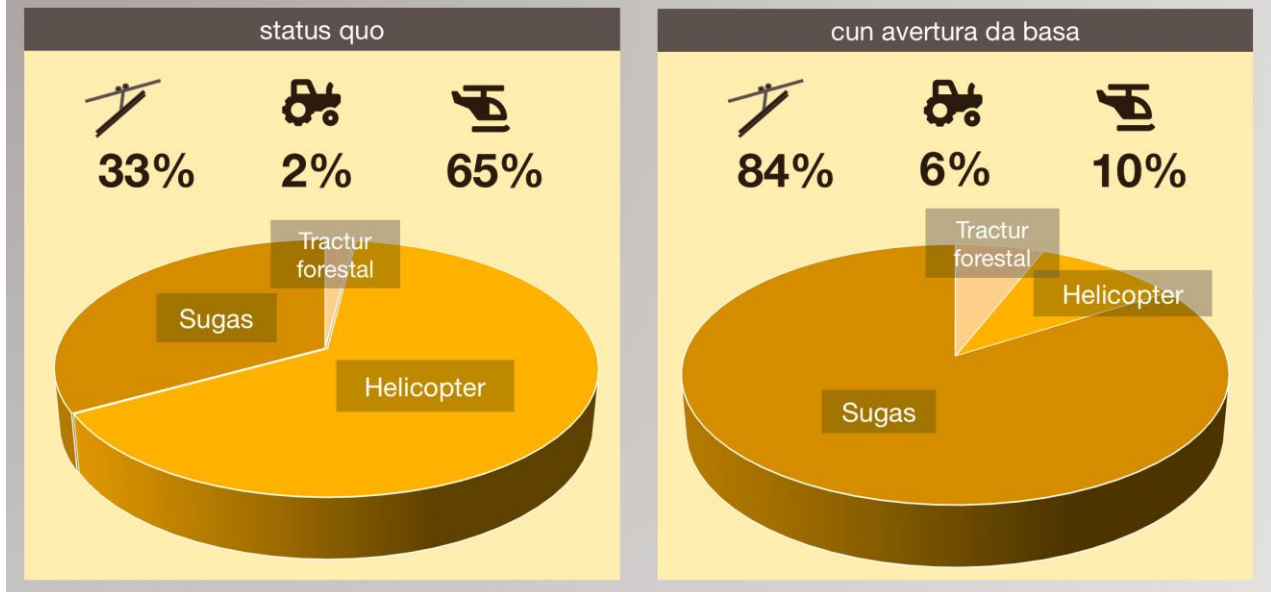 status quo
33% 2% 65%
Tractur
forestal
Sugas
Helicopter
cun avertura da basa
84% 6% 10%
Tractur
forestal
Helicopter
Sugas